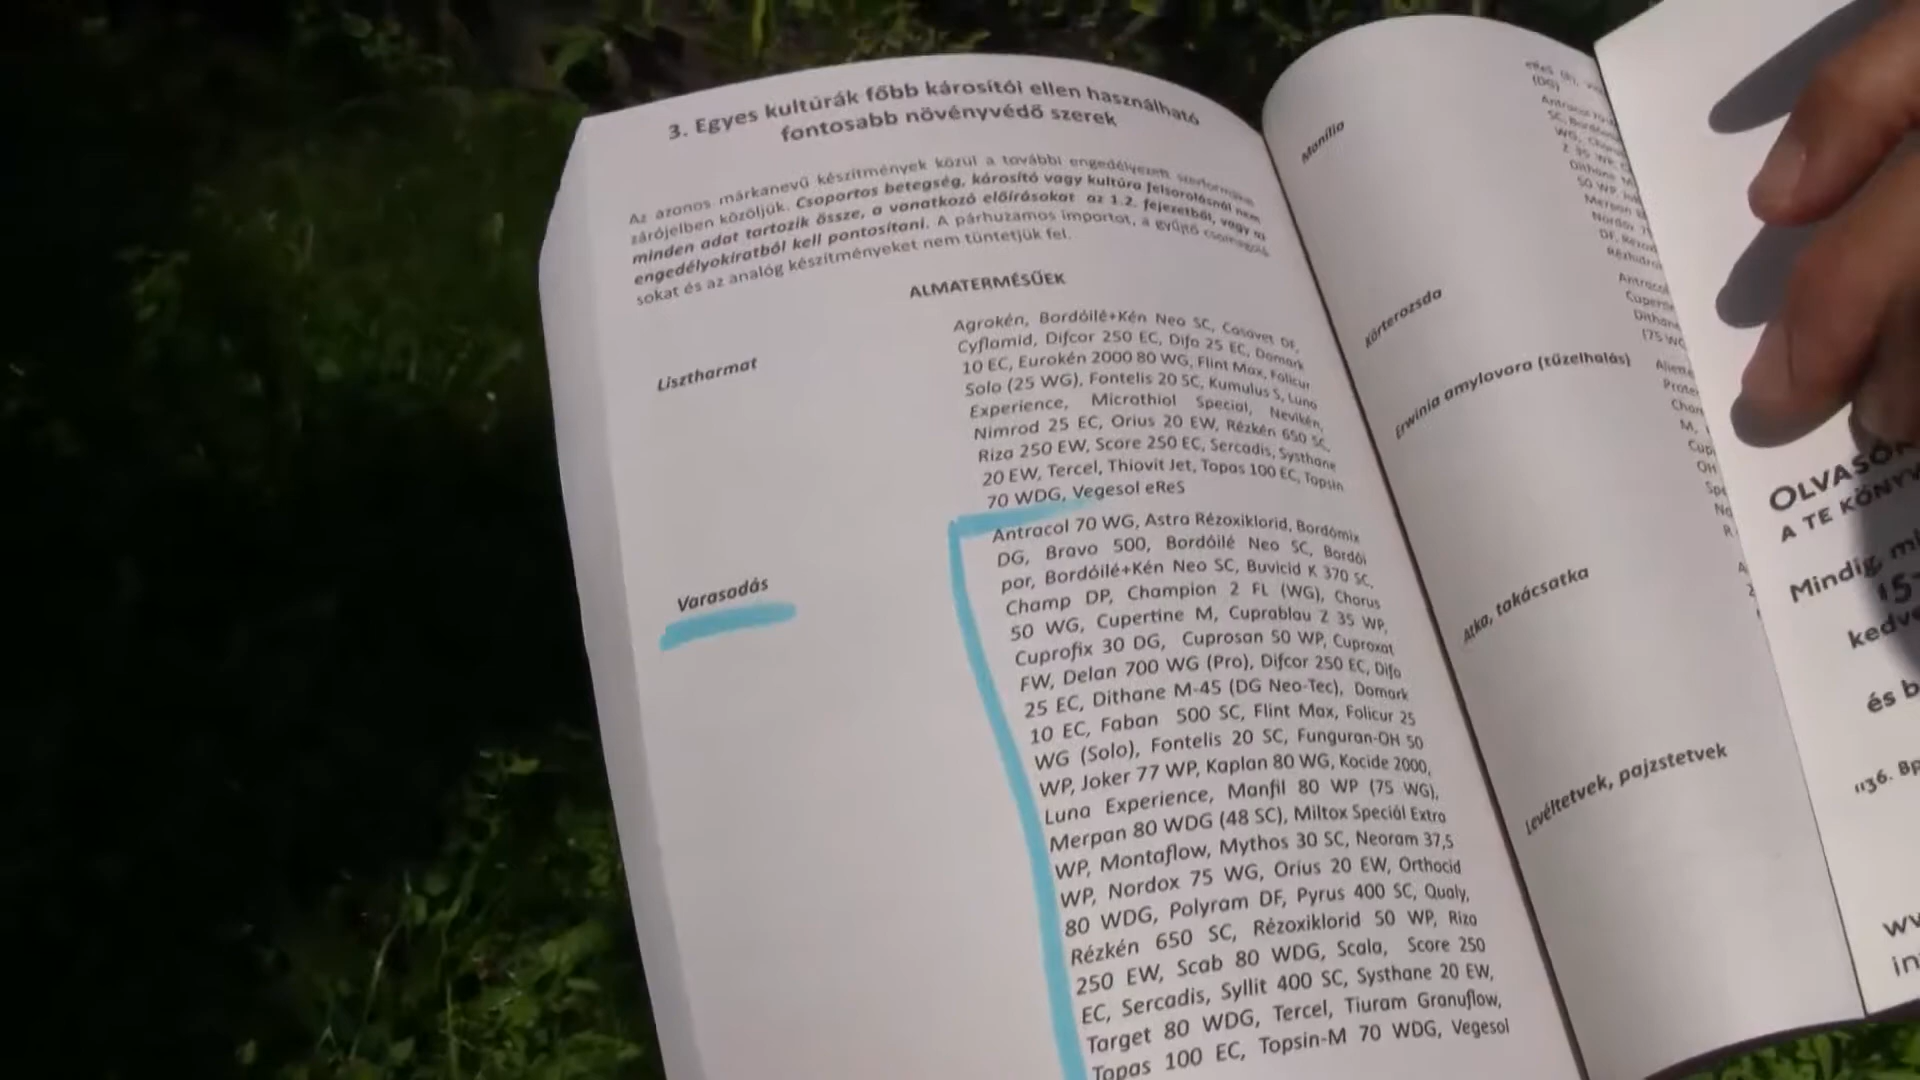 3. Egyes kultúrák főbb károsítói ellen használható
fontosabb növényvédő szerek
Az azonos márkanevű készítmények közül a további engedélyezett
zárójelben közöljük. Csoportos betegség, károsító vagy kultúra felsorolásnál nem
minden adat tartozik össze, a vonatkozó előírásokat az 1.2. fejezetből, vagy az
engedélyokiratból kell pontosítani. A párhuzamos importot, a gyűjtő csomagolá
sokat és az analóg készítményeket nem tüntetjük fel.
ALMATERMÉSŰEK
Lisztharmat
Agrokén, Bordóilé+Kén Neo SC, Cosavet DF,
Cyflamid, Difcor 250 EC, Difo 25 EC, Domark
10 EC, Eurokén 2000 80 WG, Flint Max, Folicur
Solo (25 WG), Fontelis 20 SC, Kumulus S, Luna
Experience, Microthiol Special, Nevikén,
Nimrod 25 EC, Orius 20 EW, Rézkén 650 SC,
Riza 250 EW, Score 250 EC, Sercadis, Systhane
20 EW, Tercel, Thiovit Jet, Topas 100 EC, Topsin
70 WDG, Vegesol eReS
Varasodás
Antracol 70 WG, Astra Rézoxiklorid, Bordómix
DG, Bravo 500, Bordóilé Neo SC, Bordói
por, Bordóilé+Kén Neo SC, Buvicid K 370 SC,
Champ DP, Champion 2 FL (WG), Chorus
50 WG, Cupertine M, Cuprablau Z 35 WP,
Cuprofix 30 DG, Cuprosan 50 WP, Cuproxat
FW, Delan 700 WG (Pro), Difcor 250 EC, Difo
25 EC, Dithane M-45 (DG Neo-Tec), Domark
10 EC, Faban 500 SC, Flint Max, Folicur 25
WG (Solo), Fontelis 20 SC, Funguran-OH 50
WP, Joker 77 WP, Kaplan 80 WG, Kocide 2000,
Luna Experience, Manfil 80 WP (75 WG),
Merpan 80 WDG (48 SC), Miltox Speciál Extra
WP, Montaflow, Mythos 30 SC, Neoram 37,5
WP, Nordox 75 WG, Orius 20 EW, Orthocid
80 WDG, Polyram DF, Pyrus 400 SC, Qualy,
Rézkén 650 SC, Rézoxiklorid 50 WP, Riza
250 EW, Scab 80 WDG, Scala, Score 250
EC, Sercadis, Syllit 400 SC, Systhane 20 EW,
Target 80 WDG, Tercel, Tiuram Granuflow,
Topas 100 EC, Topsin-M 70 WDG, Vegesol
Monília
Körterozsda
Erwinia amylovora (tűzelhalás)
Atka, takácsatka
Levéltetvek, pajzstetvek
A TE KÖNYV
Mindig
és b